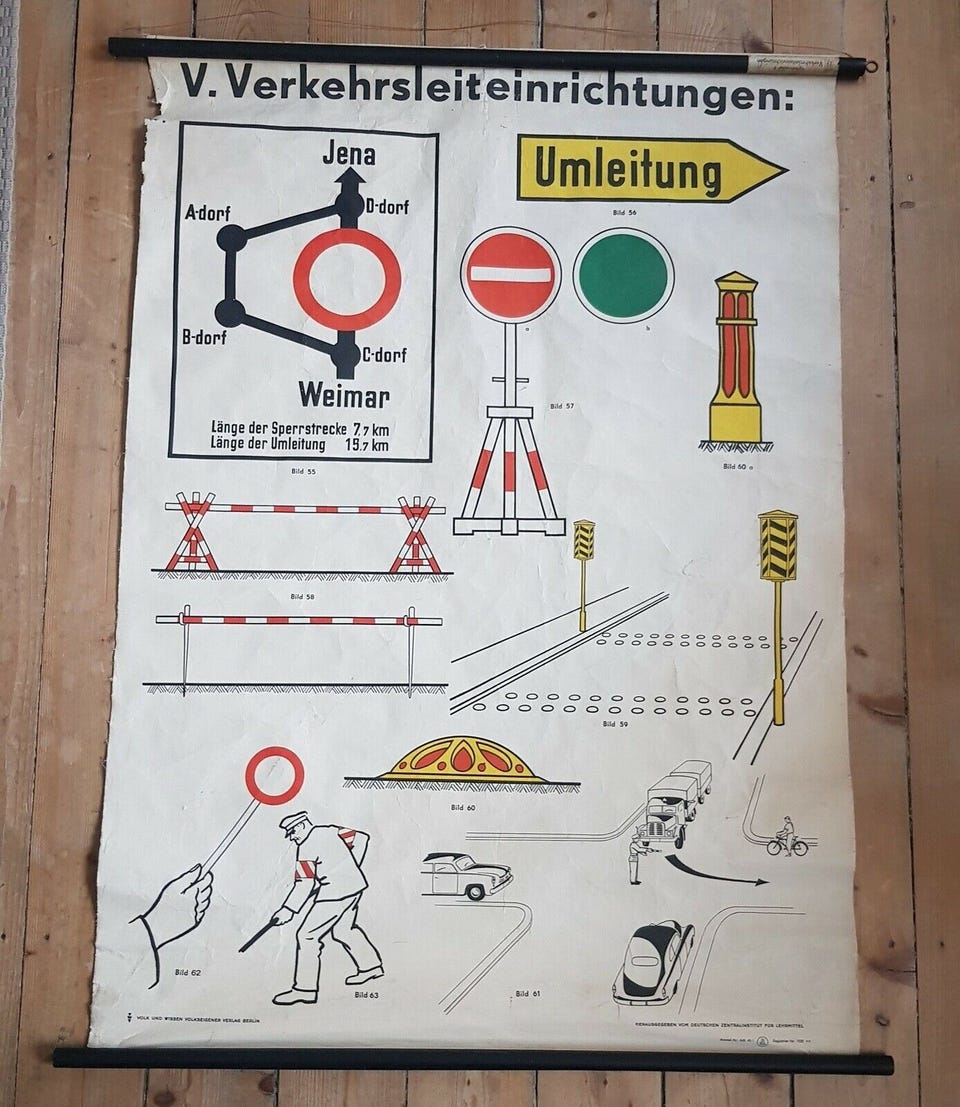 V. Verkehrsleiteinrichtungen:
Jena
D-dorf
A-dorf
B-dorf
C-dorf
Weimar
Länge der Sperrstrecke 7,7 km
Länge der Umleitung 15,7 km
Bild 55
Umleitung
Bild 56
a
b
Bild 57
Bild 60 a
Bild 58
Bild 59
Bild 60
Bild 62
Bild 63
Bild 61
VOLK UND WISSEN VOLKSEIGENER VERLAG BERLIN
HERAUSGEGEBEN VOM DEUTSCHEN ZENTRALINSTITUT FÜR LEHRMITTEL